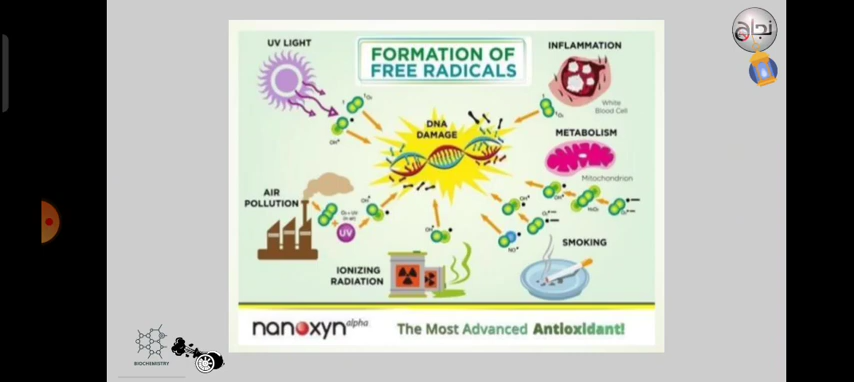 نجاح
UV LIGHT
FORMATION OF
FREE RADICALS
INFLAMMATION
White
Blood Cell
DNA
DAMAGE
METABOLISM
Mitochondrion
AIR
POLLUTION
UV
IONIZING
RADIATION
SMOKING
nanoxyn alpha
The Most Advanced Antioxidant!
BIOCHEMISTRY